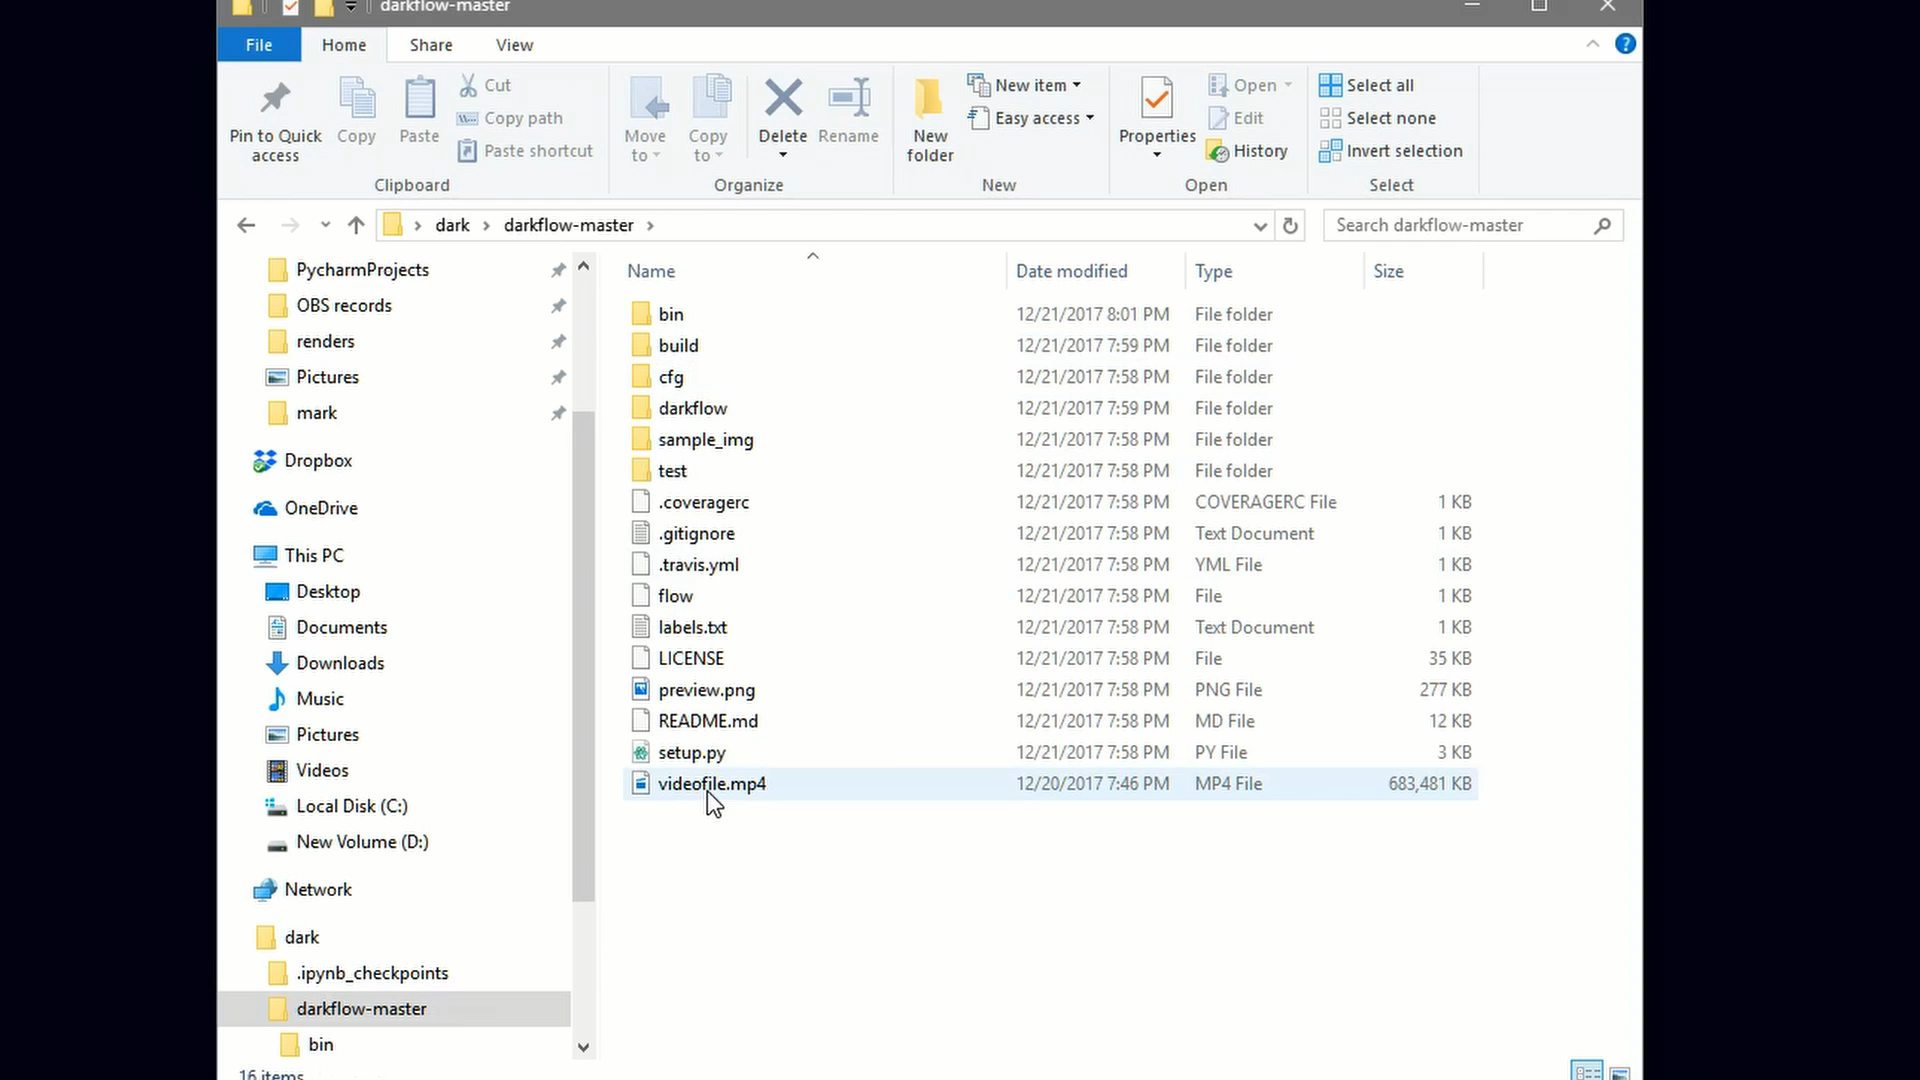 darkflow-master
File Home Share View
Pin to Quick access
Copy
Paste
Cut
Copy path
Paste shortcut
Clipboard
Move to
Copy to
Delete
Rename
Organize
New folder
New item
Easy access
New
Properties
Open
Edit
History
Open
Select all
Select none
Invert selection
Select
dark darkflow-master
Search darkflow-master
PycharmProjects
OBS records
renders
Pictures
mark
Dropbox
OneDrive
This PC
Desktop
Documents
Downloads
Music
Pictures
Videos
Local Disk (C:)
New Volume (D:)
Network
dark
.ipynb_checkpoints
darkflow-master
bin
Name Date modified Type Size
bin 12/21/2017 8:01 PM File folder
build 12/21/2017 7:59 PM File folder
cfg 12/21/2017 7:58 PM File folder
darkflow 12/21/2017 7:59 PM File folder
sample_img 12/21/2017 7:58 PM File folder
test 12/21/2017 7:58 PM File folder
.coveragerc 12/21/2017 7:58 PM COVERAGERC File 1 KB
.gitignore 12/21/2017 7:58 PM Text Document 1 KB
.travis.yml 12/21/2017 7:58 PM YML File 1 KB
flow 12/21/2017 7:58 PM File 1 KB
labels.txt 12/21/2017 7:58 PM Text Document 1 KB
LICENSE 12/21/2017 7:58 PM File 35 KB
preview.png 12/21/2017 7:58 PM PNG File 277 KB
README.md 12/21/2017 7:58 PM MD File 12 KB
setup.py 12/21/2017 7:58 PM PY File 3 KB
videofile.mp4 12/20/2017 7:46 PM MP4 File 683,481 KB
16 items